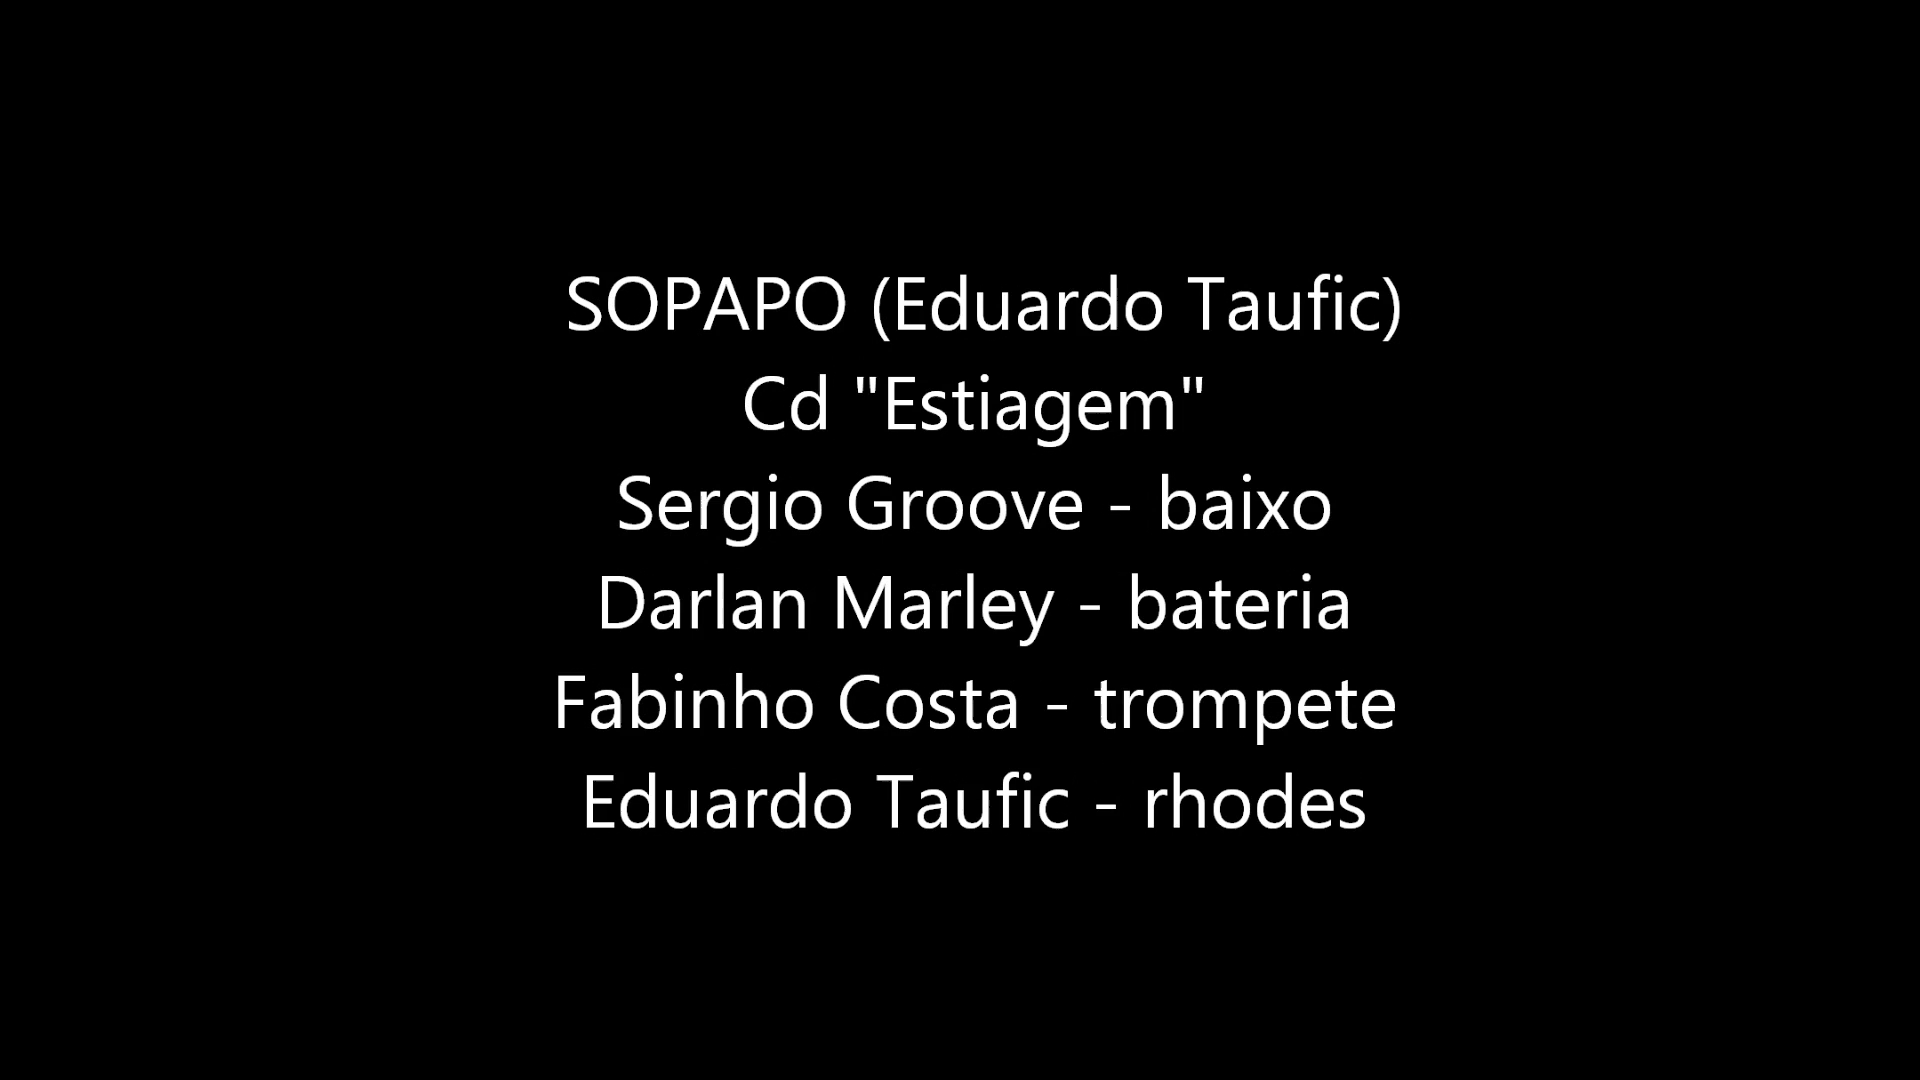 SOPAPO (Eduardo Taufic)
Cd "Estiagem"
Sergio Groove - baixo
Darlan Marley - bateria
Fabinho Costa - trompete
Eduardo Taufic - rhodes